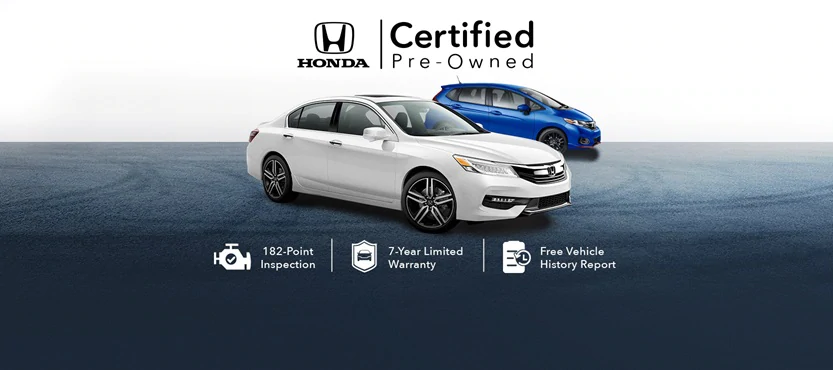 HONDA
Certified
Pre-Owned
182-Point
Inspection
7-Year Limited
Warranty
Free Vehicle
History Report